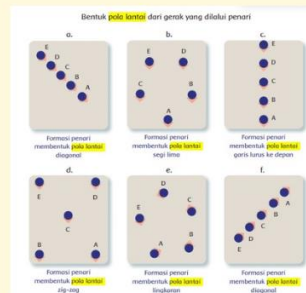 Bentuk pola lantai dari gerak yang dilalui penari
a.
E
D
C
B
A
Formasi penari
membentuk pola lantai
diagonal
b.
E D
C B
A
Formasi penari
membentuk pola lantai
segi lima
c.
E
D
C
B
A
Formasi penari
membentuk pola lantai
garis lurus ke depan
d.
E D
C
B A
Formasi penari
membentuk pola lantai
zig-zag
e.
D
C
E
B
A
Formasi penari
membentuk pola lantai
lingkaran
f.
A
B
C
D
E
Formasi penari
membentuk pola lantai
diagonal